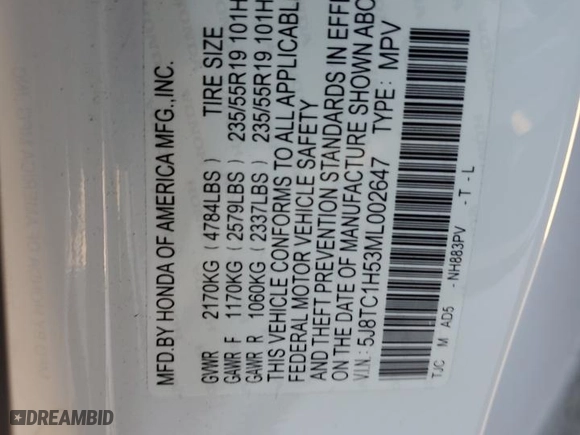 MFD.BY HONDA OF AMERICA MFG.,INC.
GVWR 2170KG (4784LBS) TIRE SIZE
GAWR F 1170KG (2579LBS) 235/55R19 101H
GAWR R 1060KG (2337LBS) 235/55R19 101H
THIS VEHICLE CONFORMS TO ALL APPLICABL
FEDERAL MOTOR VEHICLE SAFETY
AND THEFT PREVENTION STANDARDS IN EFF
ON THE DATE OF MANUFACTURE SHOWN ABO
V.I.N.: 5J8TC1H53ML002647 TYPE: MPV
TJC M AD5 -NH883PV -T-L
DREAMBID